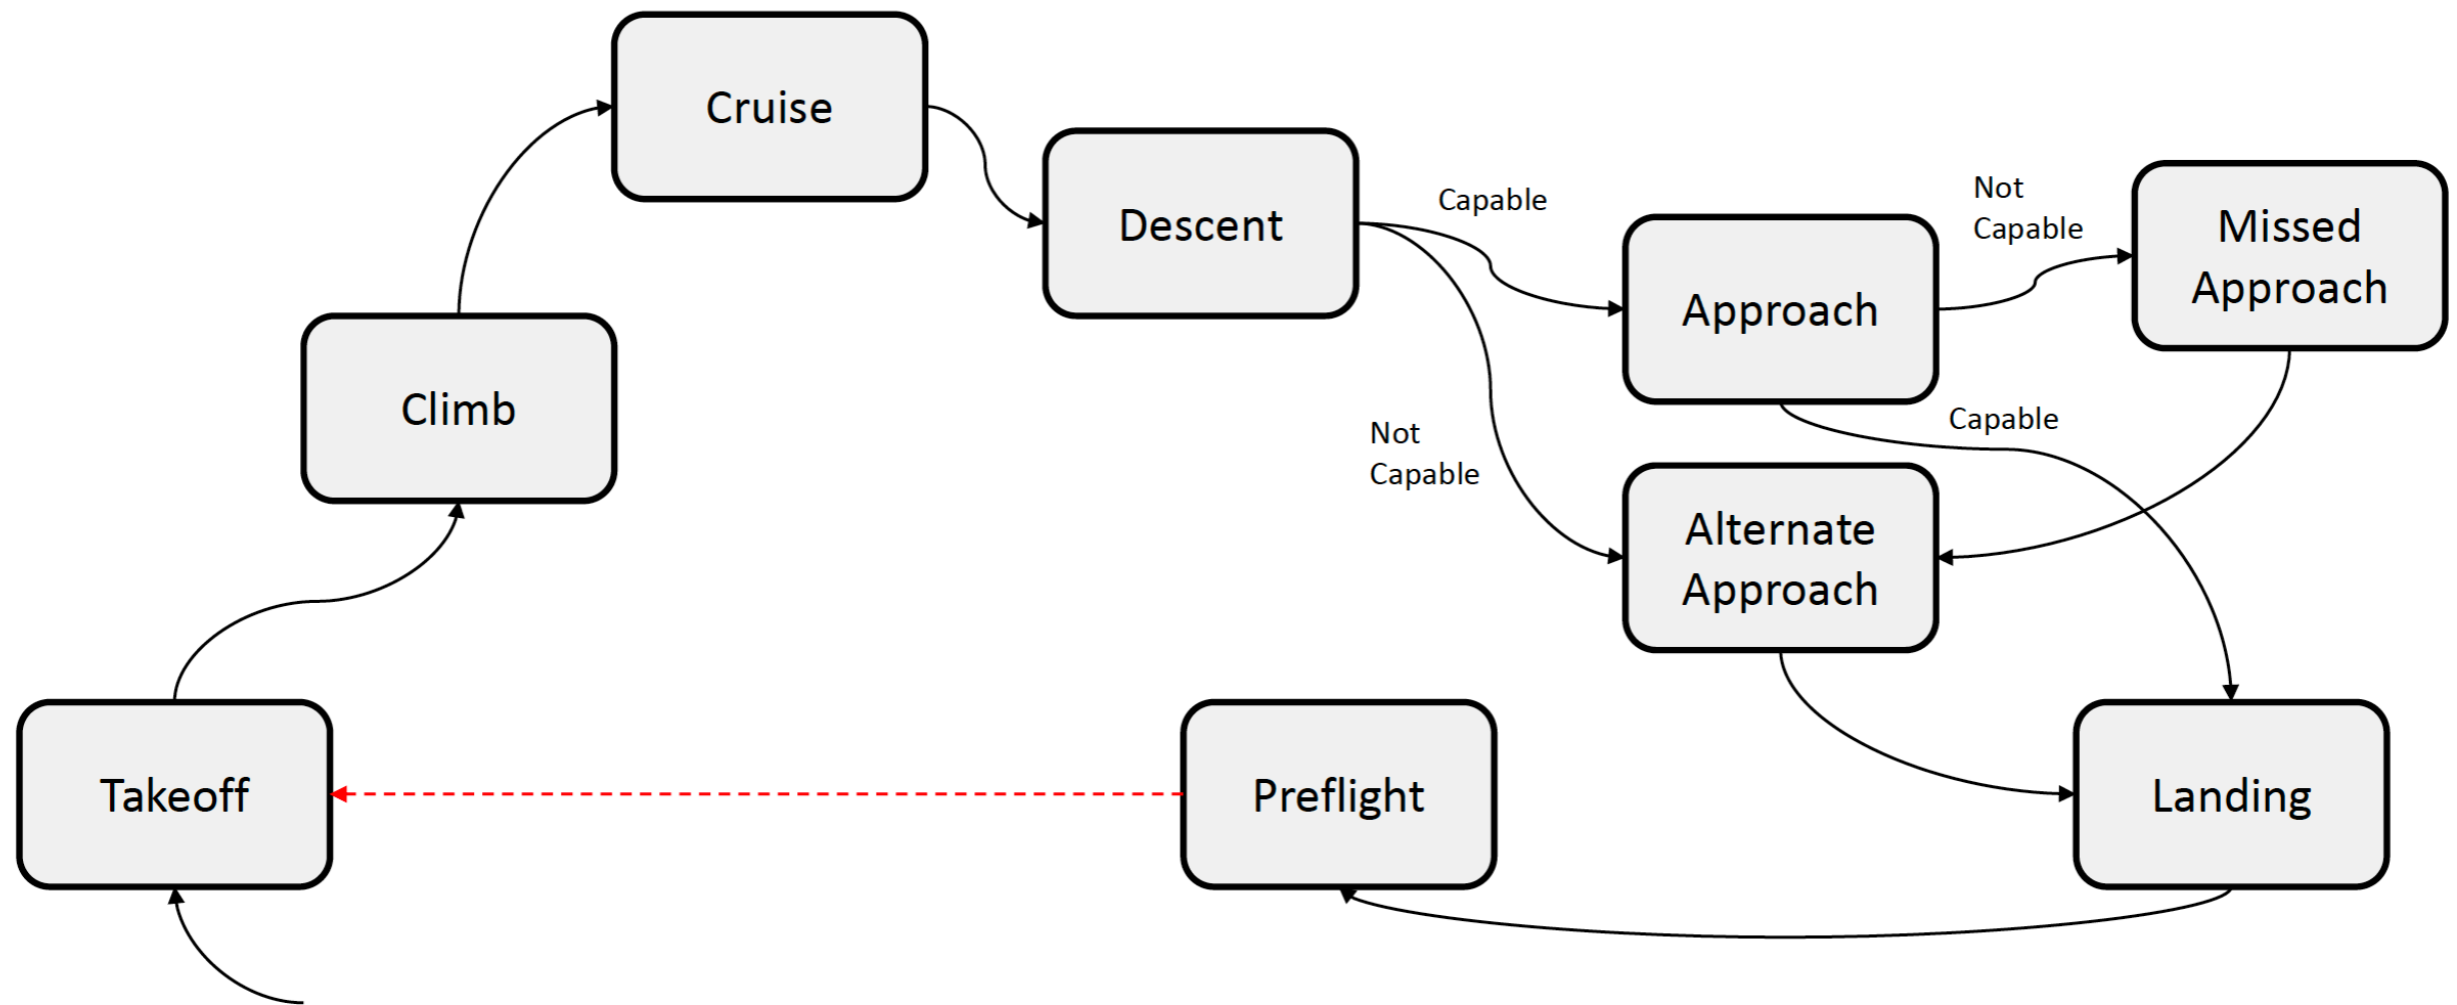 Cruise
Descent
Capable
Not
Capable
Missed
Approach
Approach
Climb
Capable
Not
Capable
Alternate
Approach
Takeoff
Preflight
Landing